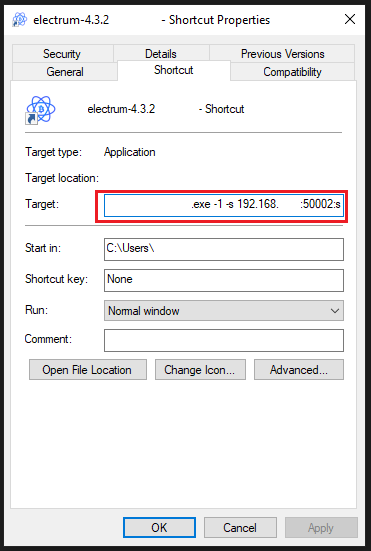 electrum-4.3.2 - Shortcut Properties
Security Details Previous Versions
General Shortcut Compatibility
electrum-4.3.2 - Shortcut
Target type: Application
Target location:
Target: .exe -1 -s 192.168. :50002:s
Start in: C:\Users\
Shortcut key: None
Run: Normal window
Comment:
Open File Location Change Icon... Advanced...
OK Cancel Apply